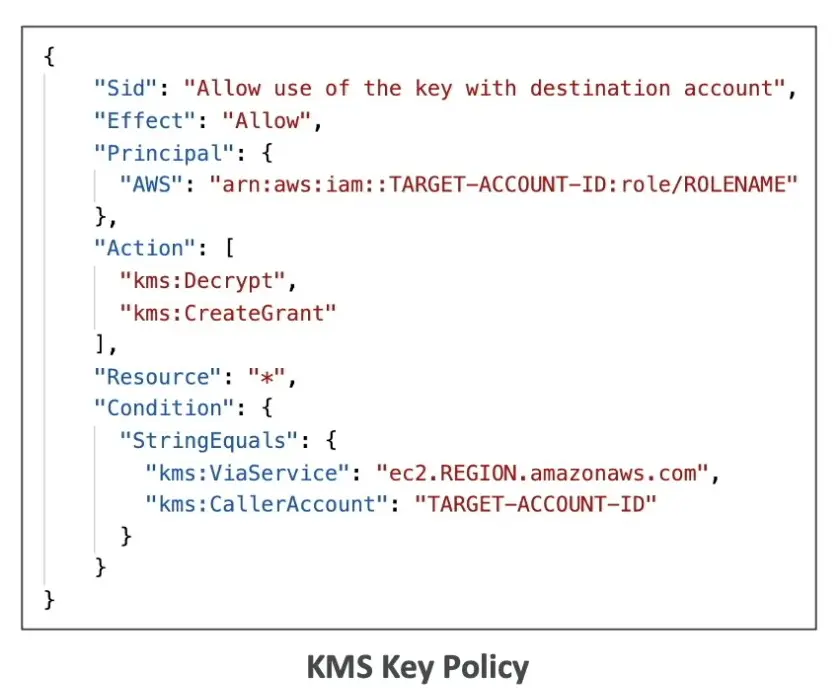 {
"Sid": "Allow use of the key with destination account",
"Effect": "Allow",
"Principal": {
"AWS": "arn:aws:iam::TARGET-ACCOUNT-ID:role/ROLENAME"
},
"Action": [
"kms:Decrypt",
"kms:CreateGrant"
],
"Resource": "*",
"Condition": {
"StringEquals": {
"kms:ViaService": "ec2.REGION.amazonaws.com",
"kms:CallerAccount": "TARGET-ACCOUNT-ID"
}
}
}
KMS Key Policy